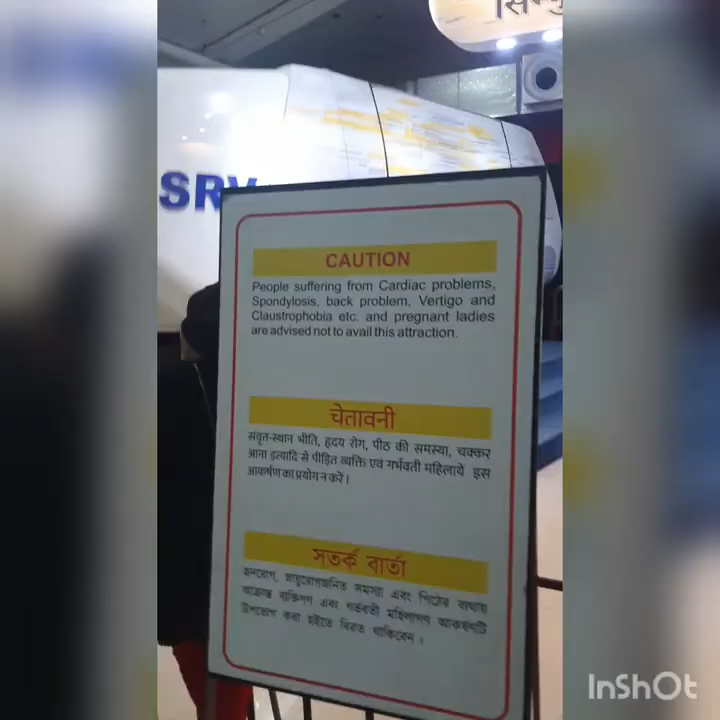 सिम्
SRV
CAUTION
People suffering from Cardiac problems,
Spondylosis, back problem, Vertigo and
Claustrophobia etc. and pregnant ladies
are advised not to avail this attraction.
चेतावनी
संवृत-स्थान भीति, हृदय रोग, पीठ की समस्या, चक्कर
आना इत्यादि से पीड़ित व्यक्ति एवं गर्भवती महिलायें इस
आकर्षण का प्रयोग न करें।
সতর্ক বার্তা
হৃদরোগ, স্নায়ুরোগজনিত সমস্যা এবং পিঠের ব্যথায়
আক্রান্ত ব্যক্তিগণ এবং গর্ভবতী মহিলাগণ আকর্ষণটি
উপভোগ করা হইতে বিরত থাকিবেন।
InShOt